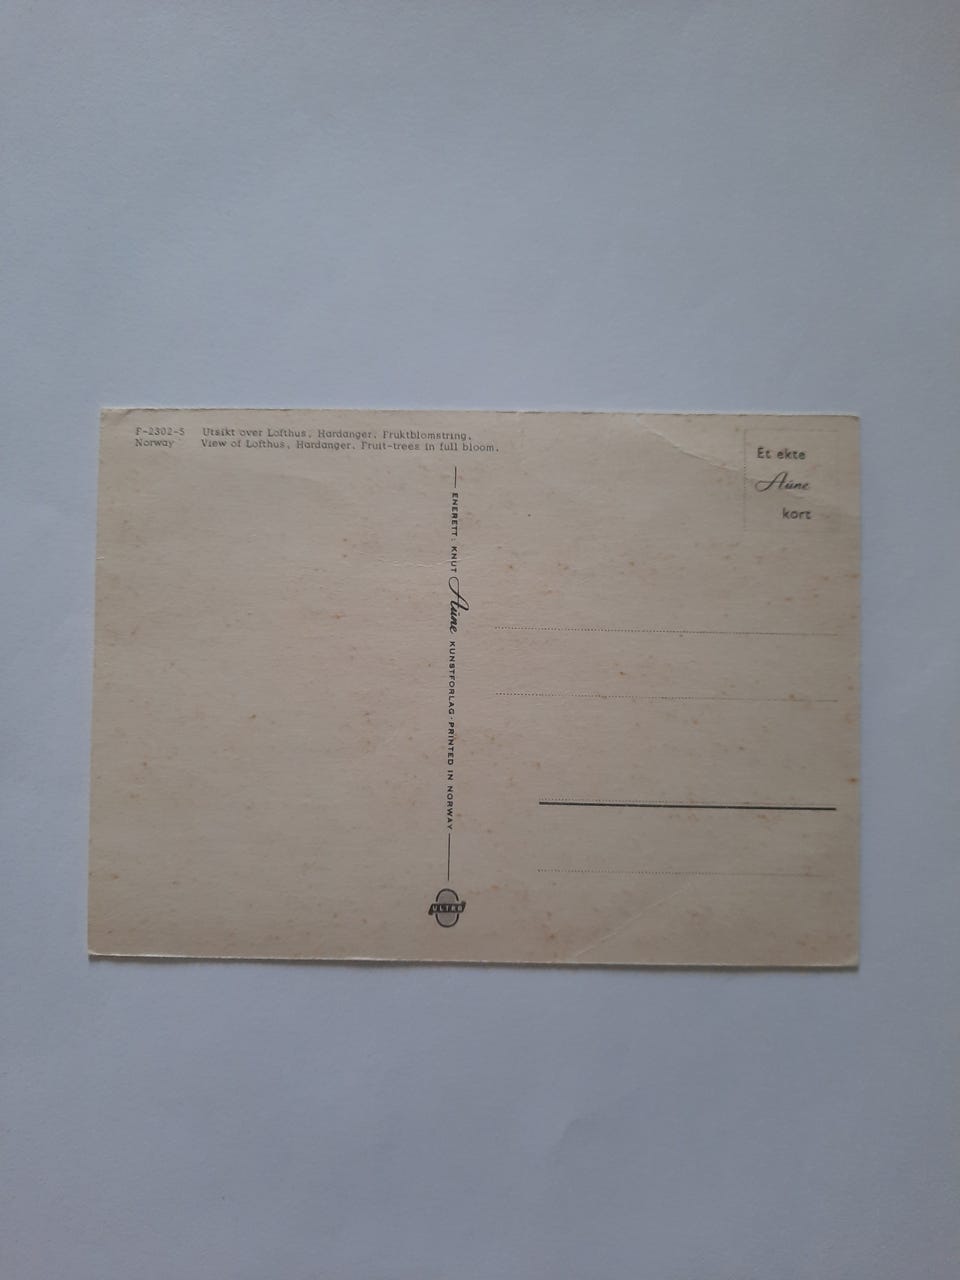 F-2302-5 Utsikt over Lofthus, Hardanger. Fruktblomstring.
Norway View of Lofthus, Hardanger. Fruit-trees in full bloom.
Et ekte
Aune
kort
ENERETT: KNUT Aune KUNSTFORLAG · PRINTED IN NORWAY
ULTRA